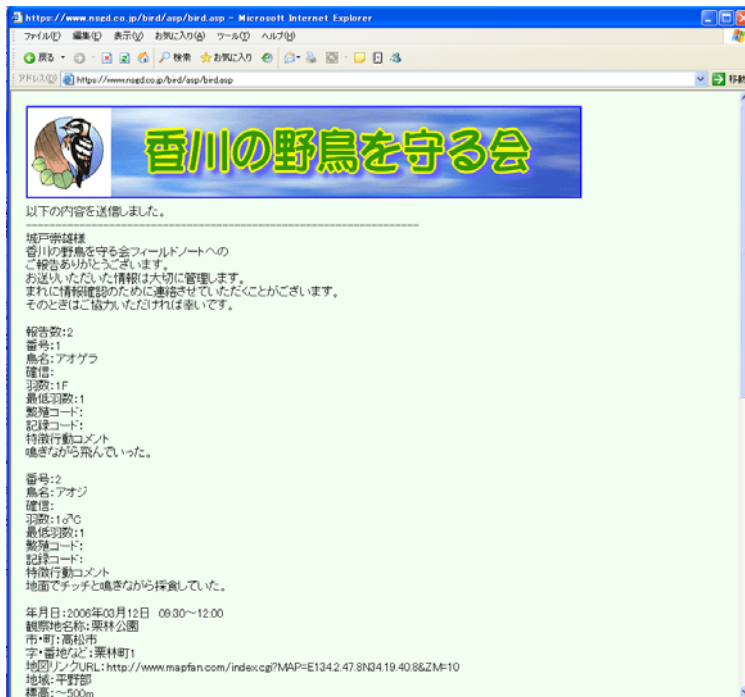 https://www.nsgd.co.jp/bird/asp/bird.asp - Microsoft Internet Explorer
ファイル(F) 編集(E) 表示(V) お気に入り(A) ツール(T) ヘルプ(H)
戻る 検索 お気に入り
アドレス(D) https://www.nsgd.co.jp/bird/asp/bird.asp 移動
香川の野鳥を守る会
以下の内容を送信しました。
城戸崇雄様
香川の野鳥を守る会フィールドノートへの
ご報告ありがとうございます。
お送りいただいた情報は大切に管理します。
まれに情報確認のために連絡させていただくことがございます。
そのときはご協力いただければ幸いです。
報告数:2
番号:1
鳥名:アオゲラ
確信:
羽数:1F
最低羽数:1
繁殖コード:
記録コード:
特徴行動コメント
鳴きながら飛んでいった。
番号:2
鳥名:アオジ
確信:
羽数:1♂C
最低羽数:1
繁殖コード:
記録コード:
特徴行動コメント
地面でチッチと鳴きながら採食していた。
年月日:2006年03月12日 09:30～12:00
観察地名称:栗林公園
市・町:高松市
字・番地など:栗林町1
地図リンクURL:http://www.mapfan.com/index.cgi?MAP=E134.2.47.8N34.19.40.8&ZM=10
地域:平野部
標高:～500m